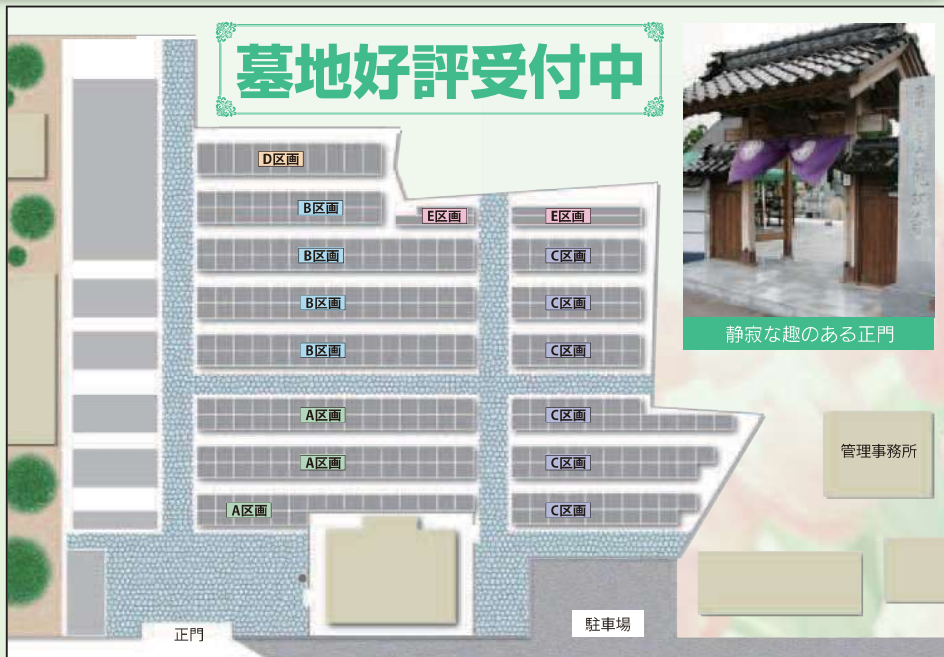 墓地好評受付中
D区画
B区画
E区画 E区画
B区画 C区画
B区画 C区画
B区画 C区画
A区画 C区画
A区画 C区画
A区画 C区画
静寂な趣のある正門
管理事務所
駐車場
正門